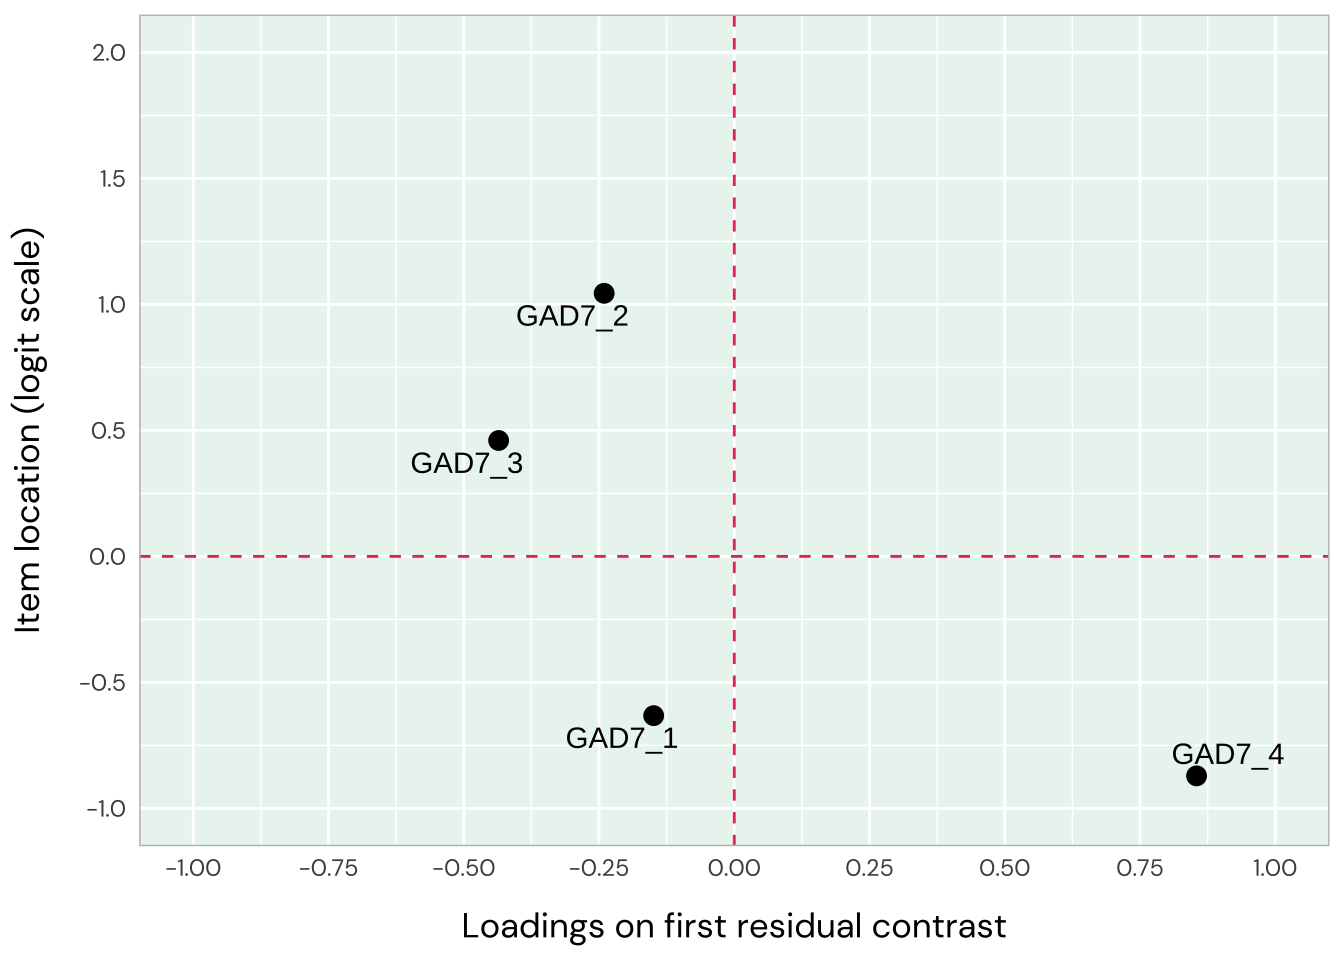 Item location (logit scale)
2.0
1.5
1.0
0.5
0.0
-0.5
-1.0
GAD7_2
GAD7_3
GAD7_1
GAD7_4
-1.00 -0.75 -0.50 -0.25 0.00 0.25 0.50 0.75 1.00
Loadings on first residual contrast